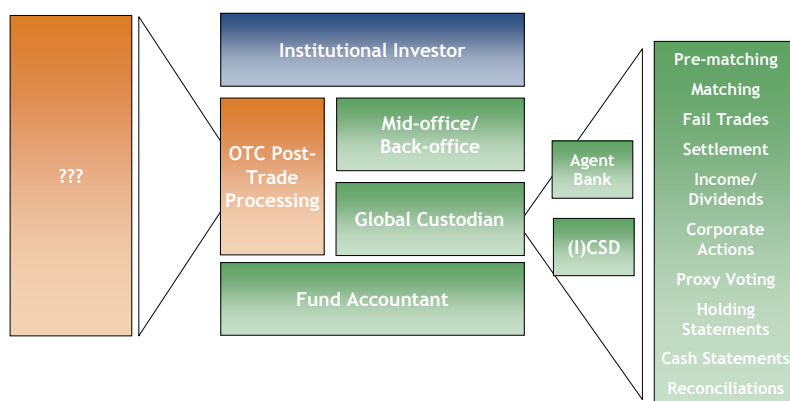 ???
Institutional Investor
OTC Post-
Trade
Processing
Mid-office/
Back-office
Global Custodian
Fund Accountant
Agent
Bank
(I)CSD
Pre-matching
Matching
Fail Trades
Settlement
Income/
Dividends
Corporate
Actions
Proxy Voting
Holding
Statements
Cash Statements
Reconciliations